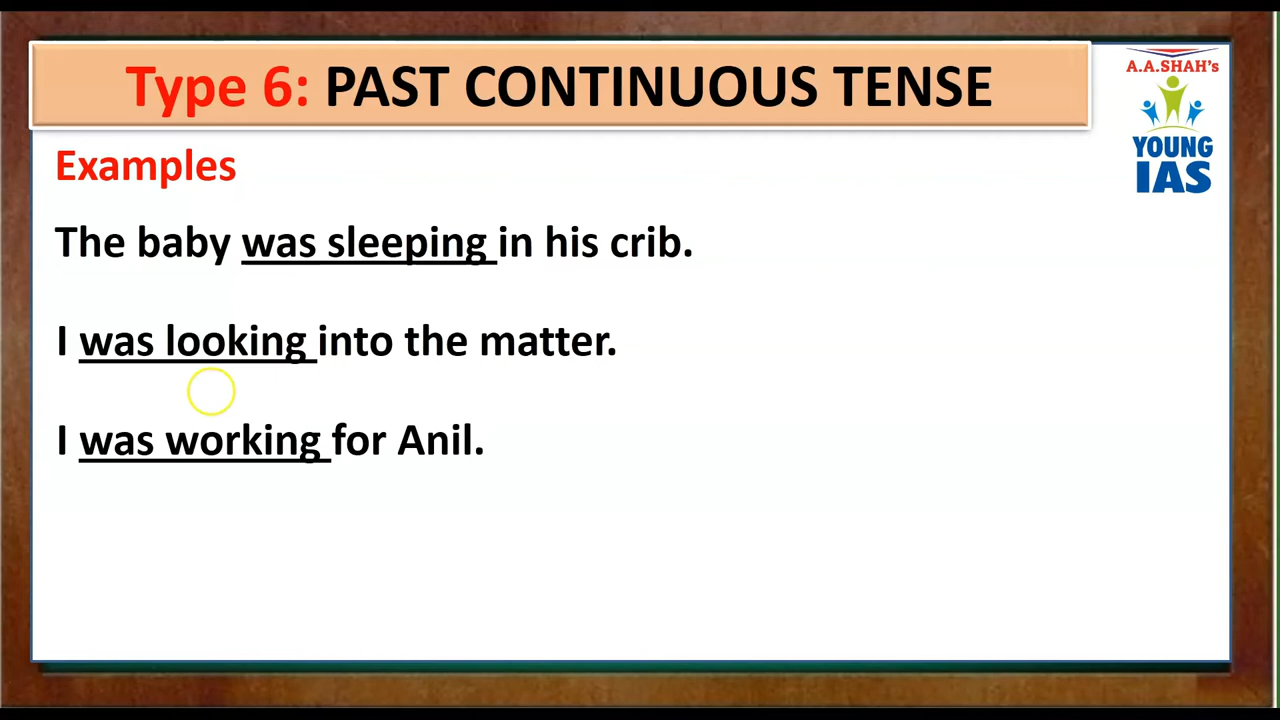 Type 6: PAST CONTINUOUS TENSE
A.A.SHAH's
YOUNG
IAS
Examples
The baby was sleeping in his crib.
I was looking into the matter.
I was working for Anil.